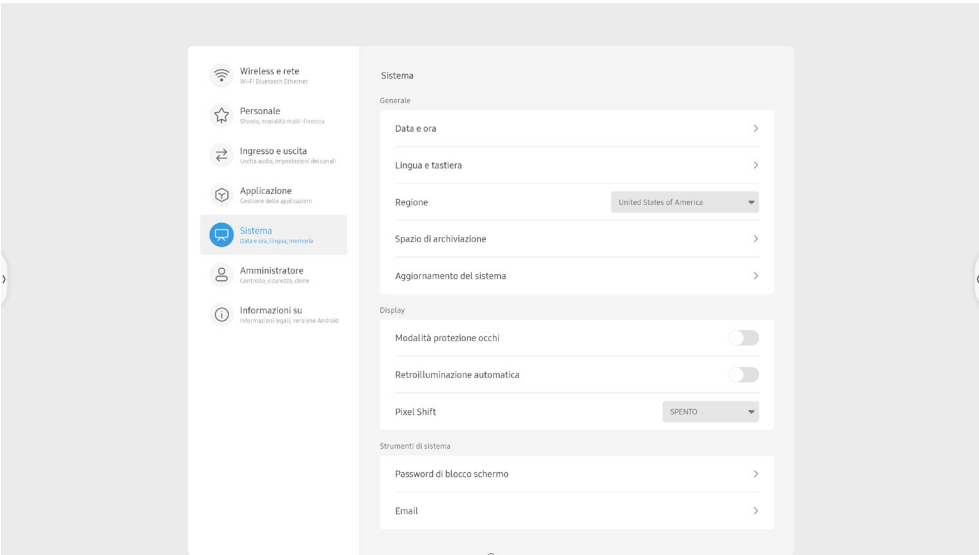 Wireless e rete
Wi-Fi Bluetooth Ethernet
Personale
Sfondo, modalità multi-finestra
Ingresso e uscita
Uscita audio, impostazioni dei canali
Applicazione
Gestione delle applicazioni
Sistema
Data e ora, lingua, memoria
Amministratore
Controllo, sicurezza, clone
Informazioni su
Informazioni legali, versione Android
Sistema
Generale
Data e ora
Lingua e tastiera
Regione
United States of America
Spazio di archiviazione
Aggiornamento del sistema
Display
Modalità protezione occhi
Retroilluminazione automatica
Pixel Shift
SPENTO
Strumenti di sistema
Password di blocco schermo
Email